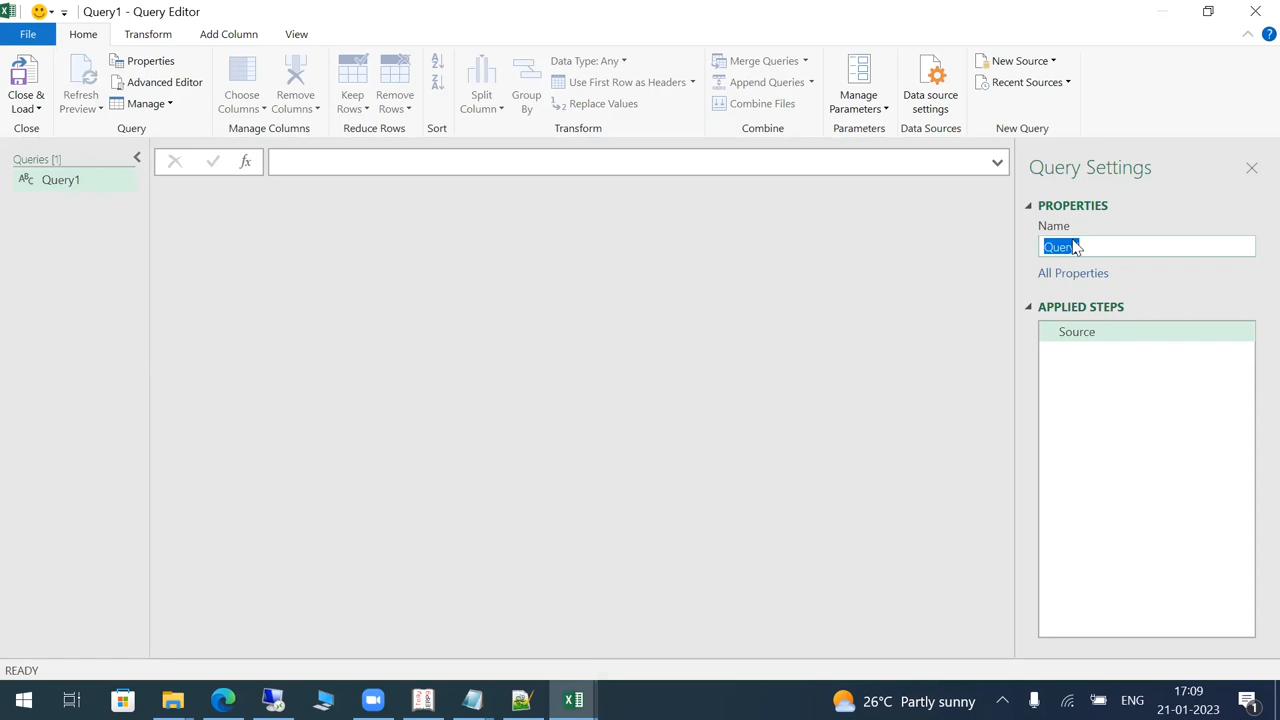 Query1 - Query Editor
File
Home
Transform
Add Column
View
Close & Load
Refresh Preview
Properties
Advanced Editor
Manage
Choose Columns
Remove Columns
Keep Rows
Remove Rows
Split Column
Group By
Data Type: Any
Use First Row as Headers
Replace Values
Merge Queries
Append Queries
Combine Files
Manage Parameters
Data source settings
New Source
Recent Sources
Close
Query
Manage Columns
Reduce Rows
Sort
Transform
Combine
Parameters
Data Sources
New Query
Queries [1]
ABC Query1
fx
Query Settings
PROPERTIES
Name
Query
All Properties
APPLIED STEPS
Source
READY
26°C Partly sunny
ENG
17:09
21-01-2023
1